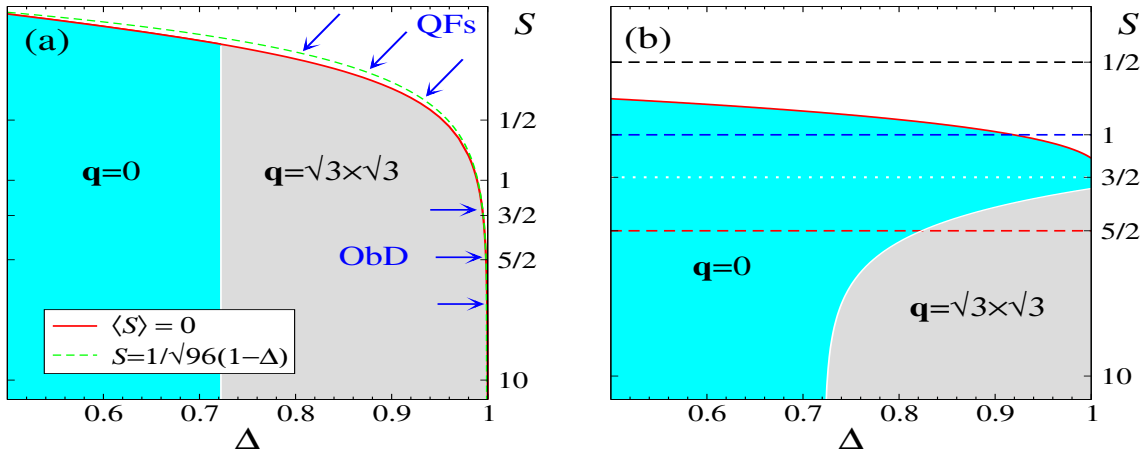 (a)
QFs
S
1/2
q=0
q=√3×√3
1
3/2
ObD
5/2
⟨S⟩ = 0
S=1/√96(1−Δ)
10
0.6
0.7
0.8
0.9
1
Δ
(b)
S
1/2
1
3/2
5/2
q=0
q=√3×√3
10
0.6
0.7
0.8
0.9
1
Δ